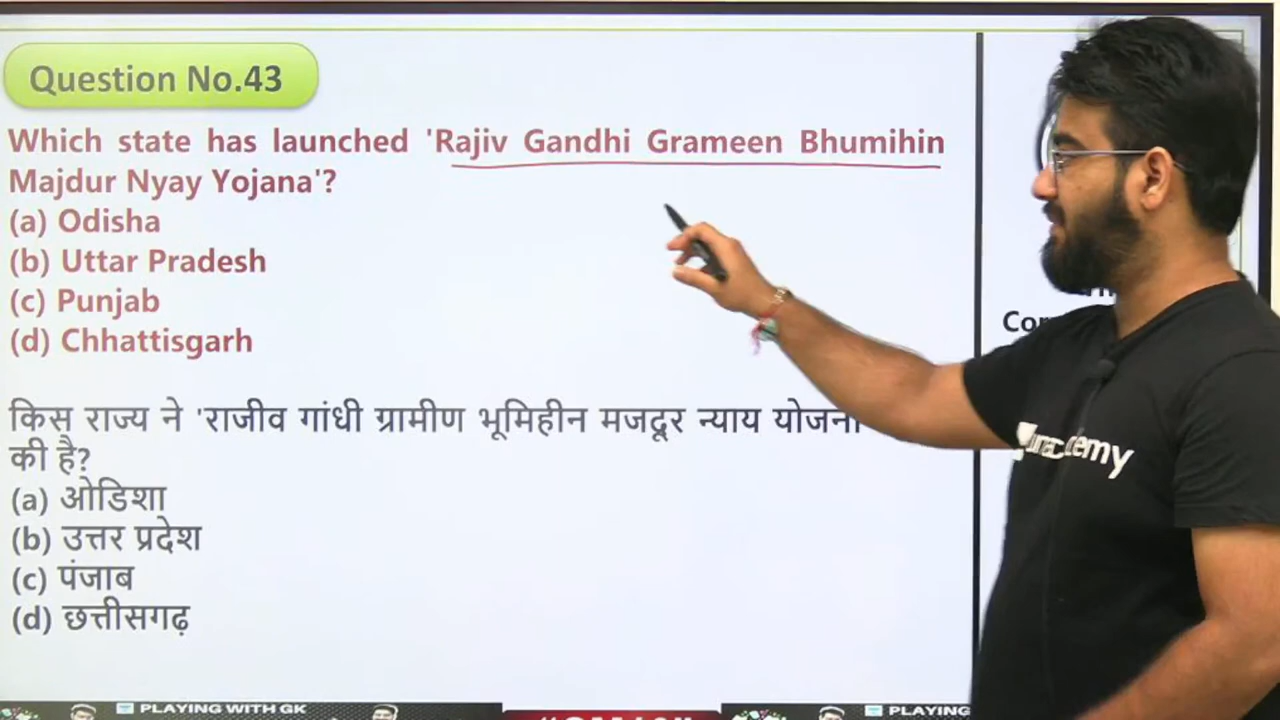 Question No.43
Which state has launched 'Rajiv Gandhi Grameen Bhumihin
Majdur Nyay Yojana'?
(a) Odisha
(b) Uttar Pradesh
(c) Punjab
(d) Chhattisgarh
किस राज्य ने 'राजीव गांधी ग्रामीण भूमिहीन मजदूर न्याय योजना
की है?
(a) ओडिशा
(b) उत्तर प्रदेश
(c) पंजाब
(d) छत्तीसगढ़
PLAYING WITH GK
PLAYING